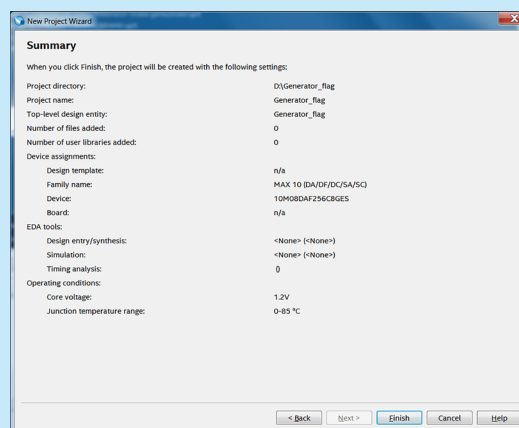 New Project Wizard
Summary
When you click Finish, the project will be created with the following settings:
Project directory: D:\Generator_flag
Project name: Generator_flag
Top-level design entity: Generator_flag
Number of files added: 0
Number of user libraries added: 0
Device assignments:
Design template: n/a
Family name: MAX 10 (DA/DF/DC/SA/SC)
Device: 10M08DAF256C8GES
Board: n/a
EDA tools:
Design entry/synthesis: <None> (<None>)
Simulation: <None> (<None>)
Timing analysis: ()
Operating conditions:
Core voltage: 1.2V
Junction temperature range: 0-85 °C
< Back Next > Finish Cancel Help